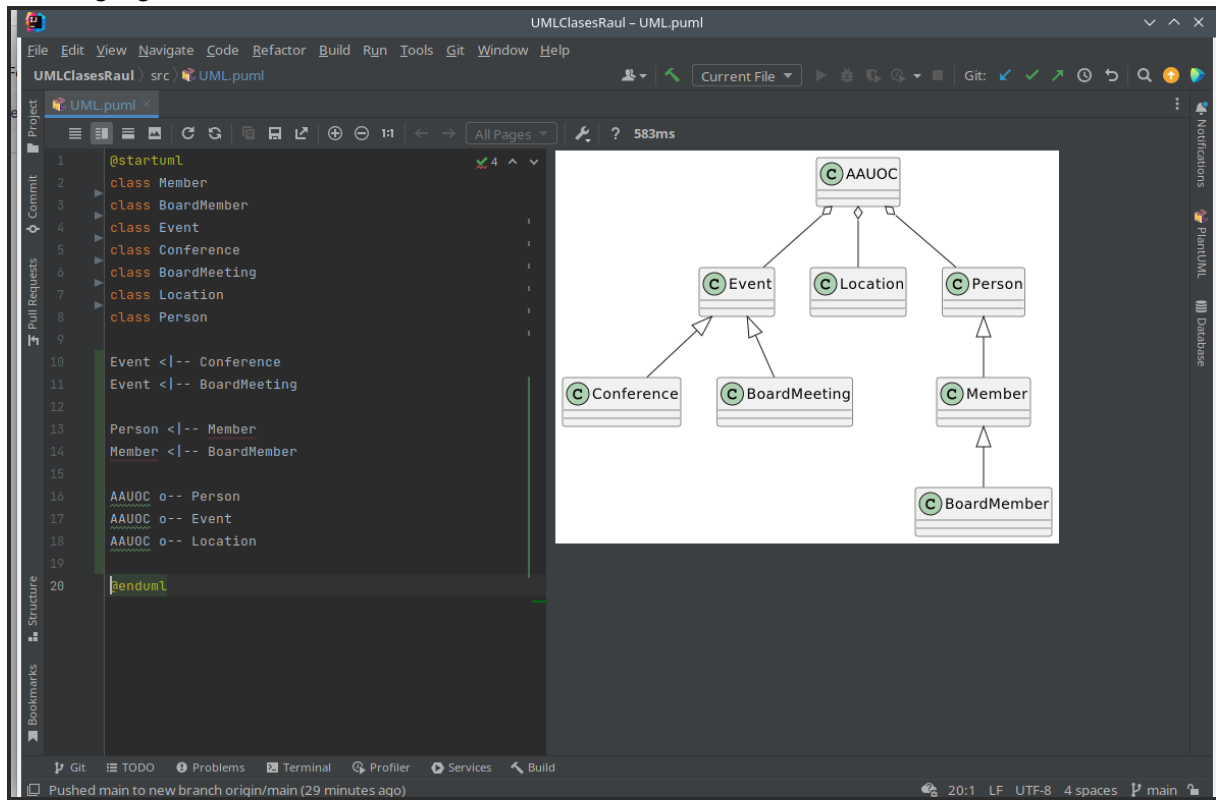 UMLClasesRaul – UML.puml
File Edit View Navigate Code Refactor Build Run Tools Git Window Help
UMLClasesRaul src UML.puml Current File Git:
UML.puml
All Pages 1:1 ? 583ms
Project
Commit
Pull Requests
Structure
Bookmarks
1 @startuml 4
2 class Member
3 class BoardMember
4 class Event
5 class Conference
6 class BoardMeeting
7 class Location
8 class Person
9
10 Event <|-- Conference
11 Event <|-- BoardMeeting
12
13 Person <|-- Member
14 Member <|-- BoardMember
15
16 AAUOC o-- Person
17 AAUOC o-- Event
18 AAUOC o-- Location
19
20 @enduml
C AAUOC
C Event C Location C Person
C Conference C BoardMeeting C Member
C BoardMember
Notifications
PlantUML
Database
Git TODO Problems Terminal Profiler Services Build
Pushed main to new branch origin/main (29 minutes ago) 20:1 LF UTF-8 4 spaces main